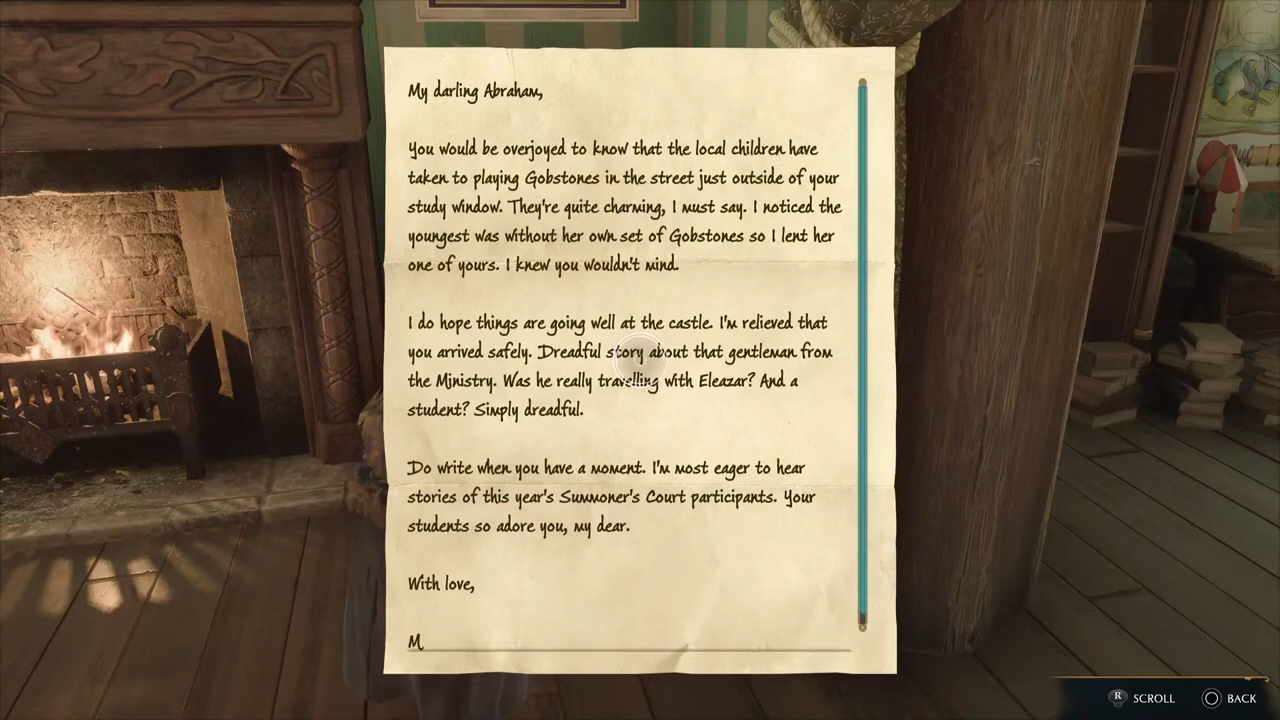 My darling Abraham,
You would be overjoyed to know that the local children have
taken to playing Gobstones in the street just outside of your
study window. They're quite charming, I must say. I noticed the
youngest was without her own set of Gobstones so I lent her
one of yours. I knew you wouldn't mind.
I do hope things are going well at the castle. I'm relieved that
you arrived safely. Dreadful story about that gentleman from
the Ministry. Was he really travelling with Eleazar? And a
student? Simply dreadful.
Do write when you have a moment. I'm most eager to hear
stories of this year's Summoner's Court participants. Your
students so adore you, my dear.
With love,
M
R SCROLL BACK